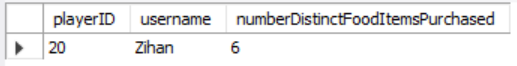 playerID username numberDistinctFoodItemsPurchased
20 Zihan 6